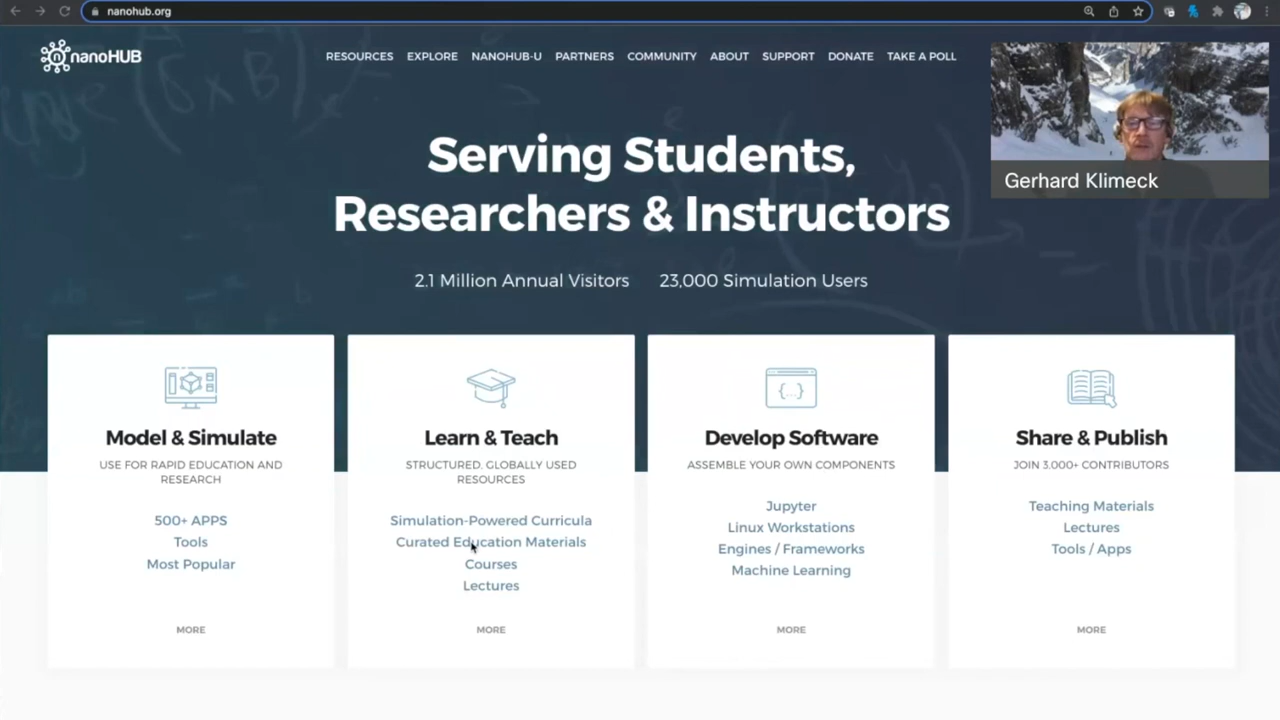 nanohub.org
nanoHUB
RESOURCES EXPLORE NANOHUB-U PARTNERS COMMUNITY ABOUT SUPPORT DONATE TAKE A POLL
Gerhard Klimeck
Serving Students,
Researchers & Instructors
2.1 Million Annual Visitors 23,000 Simulation Users
Model & Simulate
USE FOR RAPID EDUCATION AND
RESEARCH
500+ APPS
Tools
Most Popular
MORE
Learn & Teach
STRUCTURED, GLOBALLY USED
RESOURCES
Simulation-Powered Curricula
Curated Education Materials
Courses
Lectures
MORE
Develop Software
ASSEMBLE YOUR OWN COMPONENTS
Jupyter
Linux Workstations
Engines / Frameworks
Machine Learning
MORE
Share & Publish
JOIN 3,000+ CONTRIBUTORS
Teaching Materials
Lectures
Tools / Apps
MORE